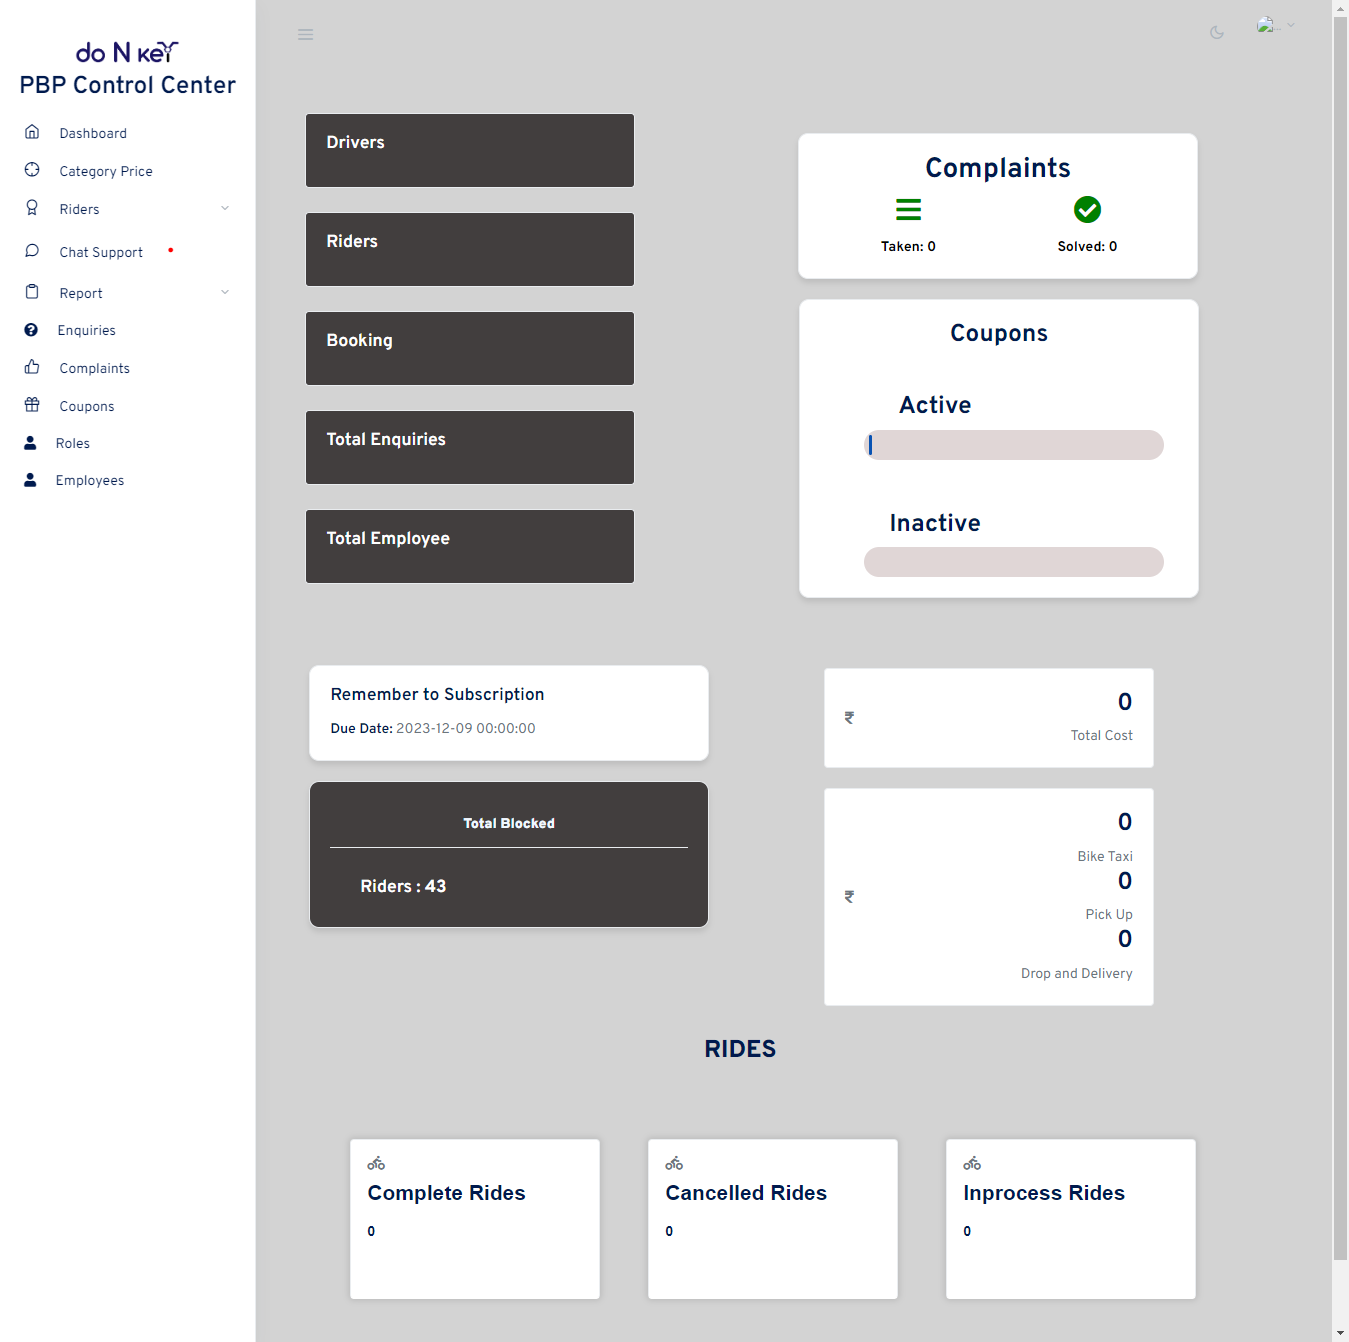 do N keY
PBP Control Center
Dashboard
Category Price
Riders
Chat Support
Report
Enquiries
Complaints
Coupons
Roles
Employees
Drivers
Riders
Booking
Total Enquiries
Total Employee
Complaints
Taken: 0
Solved: 0
Coupons
Active
Inactive
Remember to Subscription
Due Date: 2023-12-09 00:00:00
Total Blocked
Riders : 43
₹
0
Total Cost
₹
0
Bike Taxi
0
Pick Up
0
Drop and Delivery
RIDES
Complete Rides
0
Cancelled Rides
0
Inprocess Rides
0